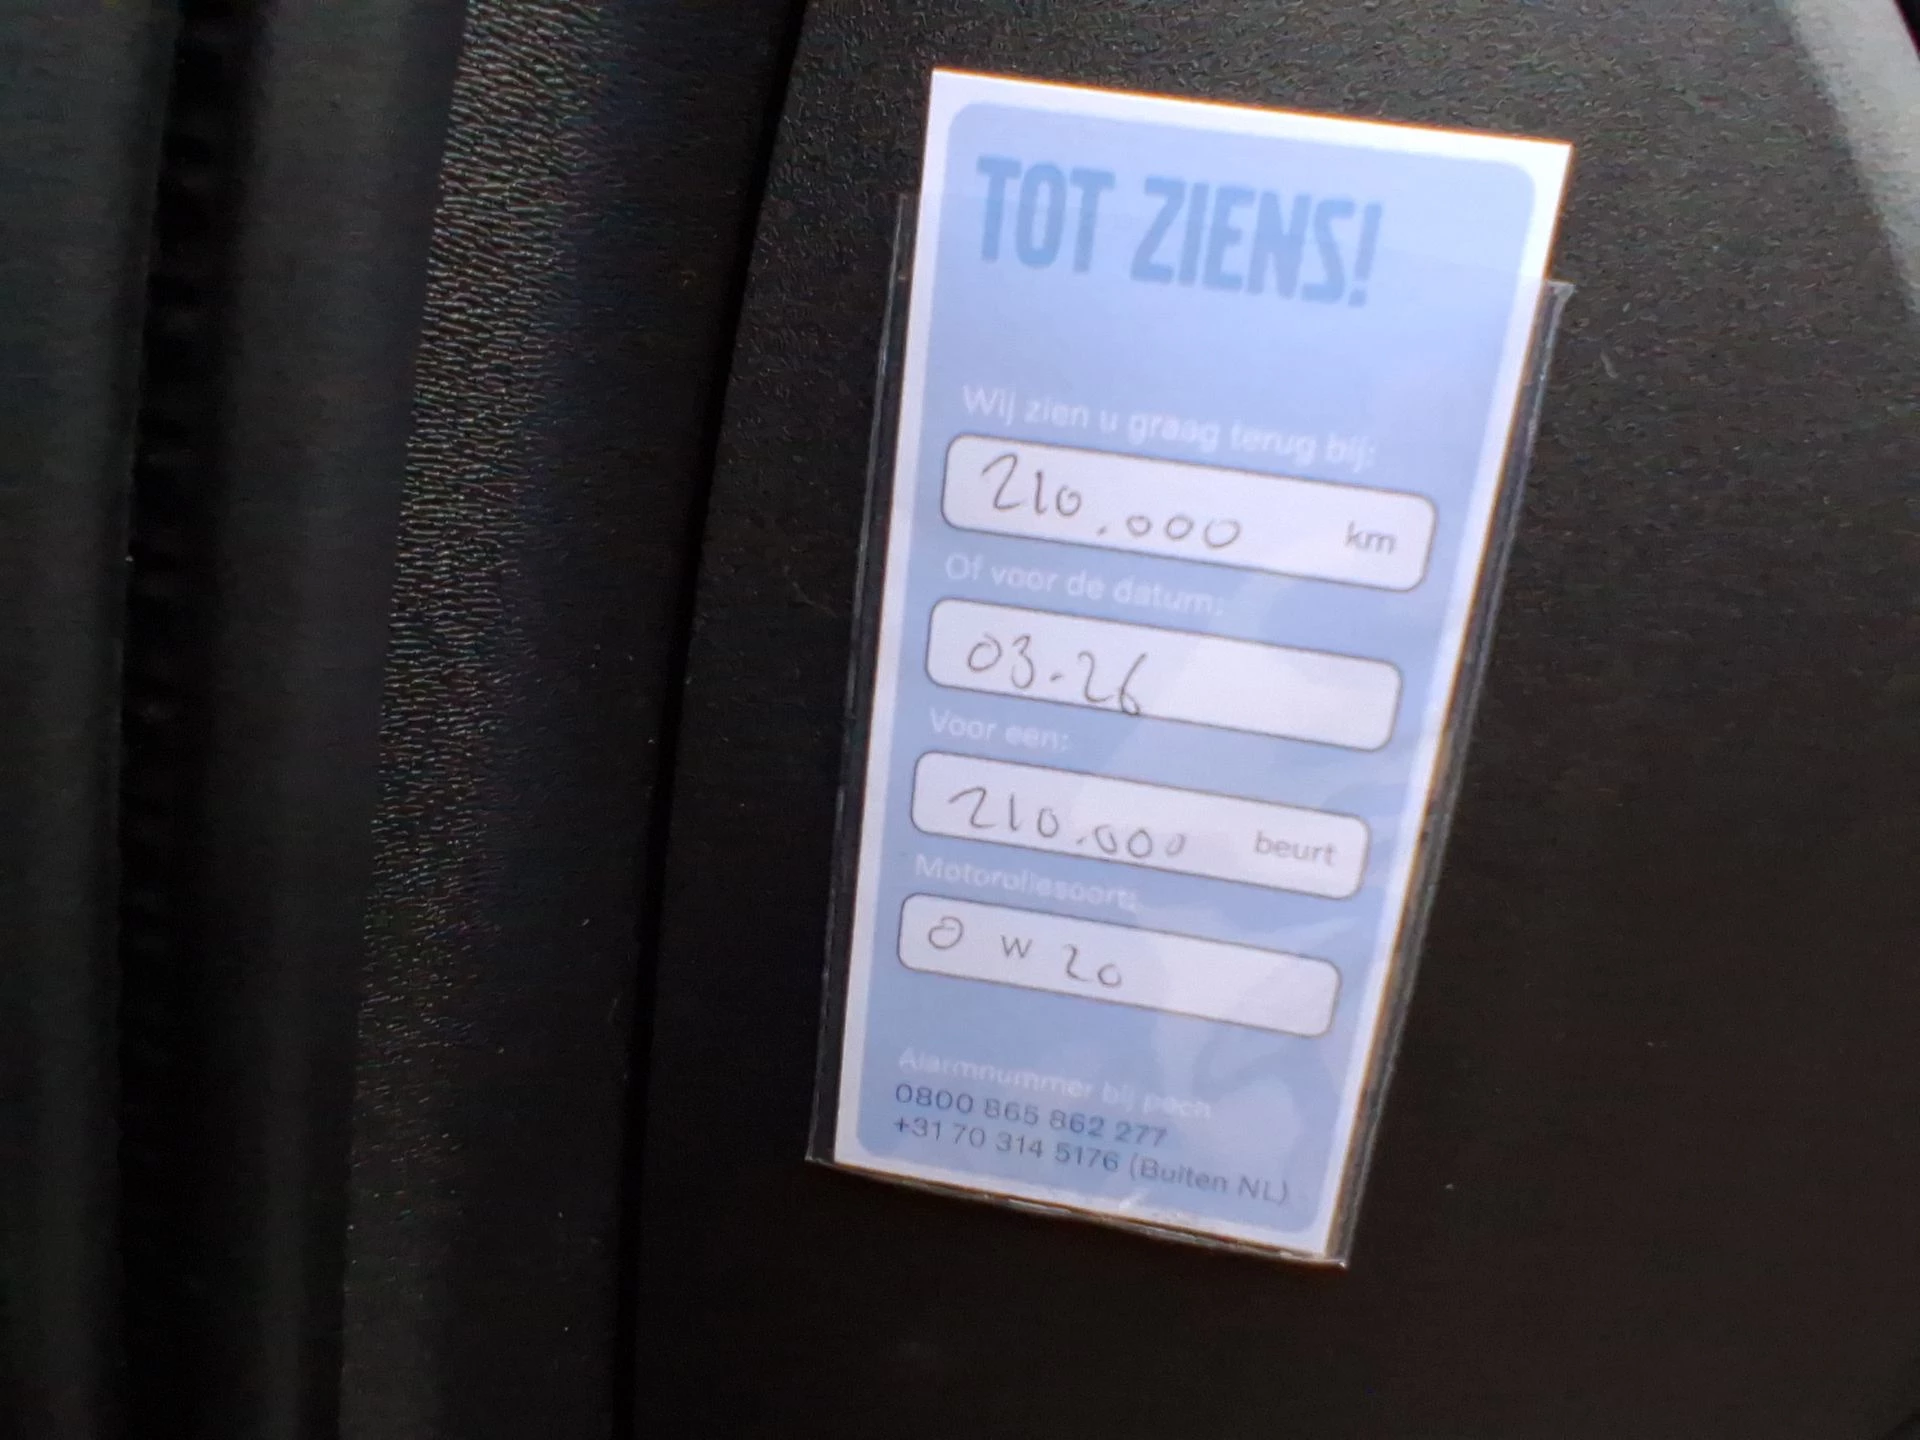 TOT ZIENS!
Wij zien u graag terug bij:
210.000 km
Of voor de datum:
03-26
Voor een:
210.000 beurt
Motoroliesoort:
0 W 20
Alarmnummer bij pech
0800 865 862 277
+31 70 314 5176 (Buiten NL)